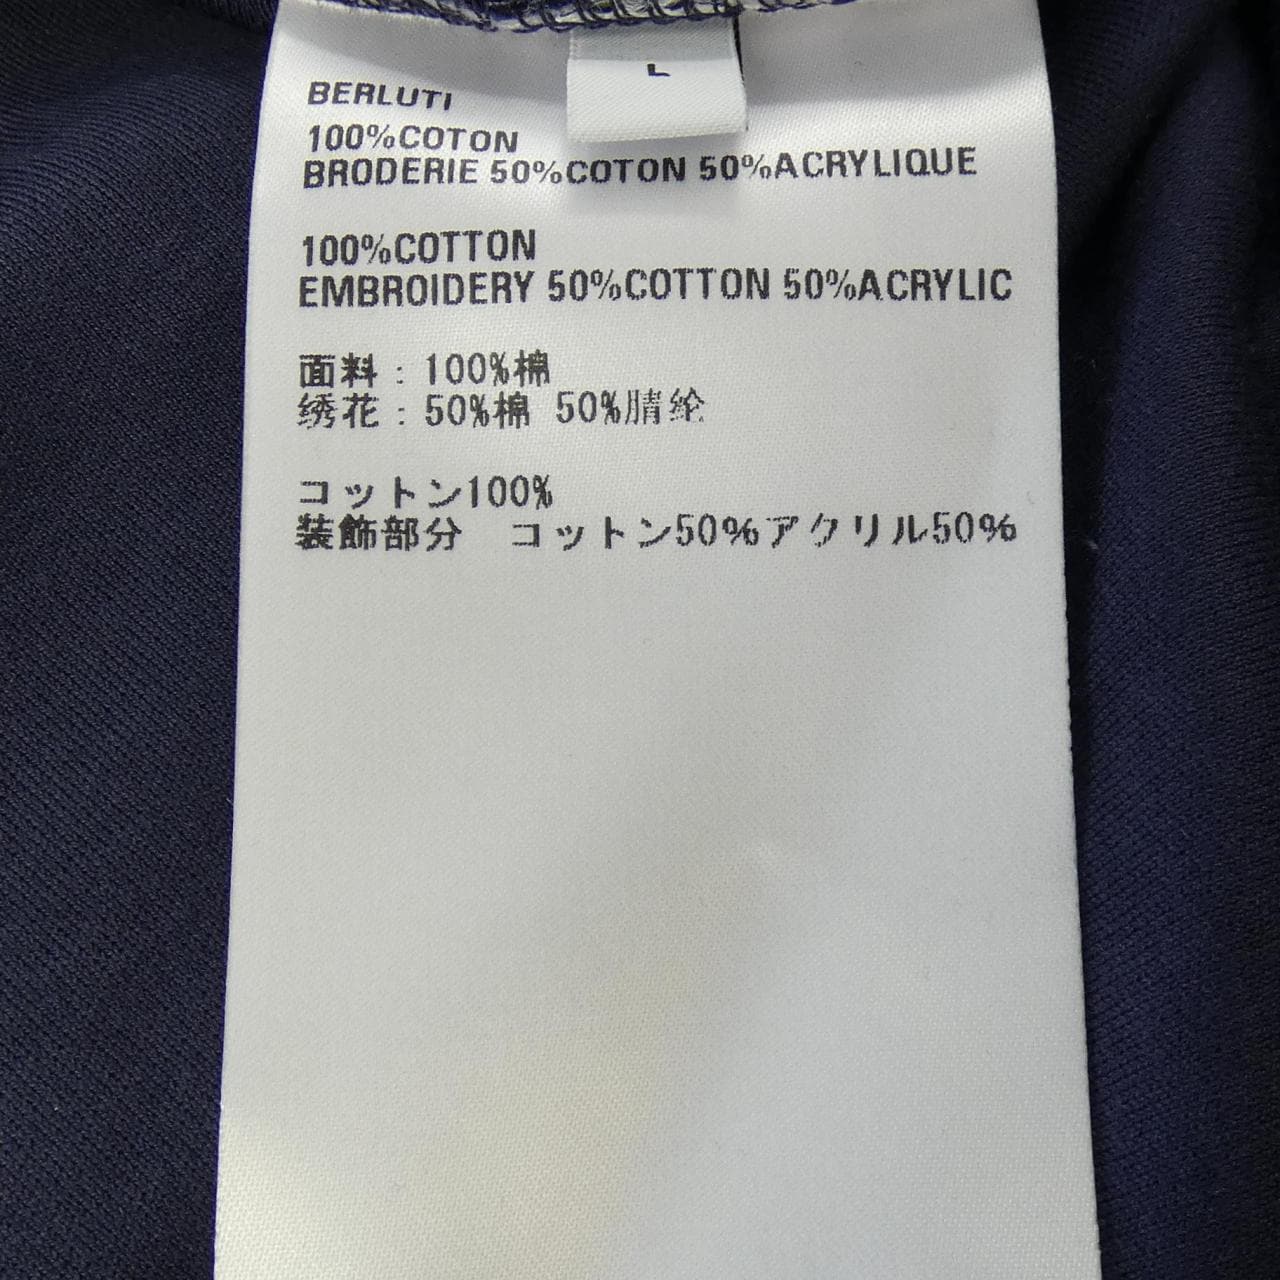 L
BERLUTI
100%COTON
BRODERIE 50%COTON 50%ACRYLIQUE
100%COTTON
EMBROIDERY 50%COTTON 50%ACRYLIC
面料：100%棉
绣花：50%棉 50%腈纶
コットン100%
装飾部分　コットン50%アクリル50%